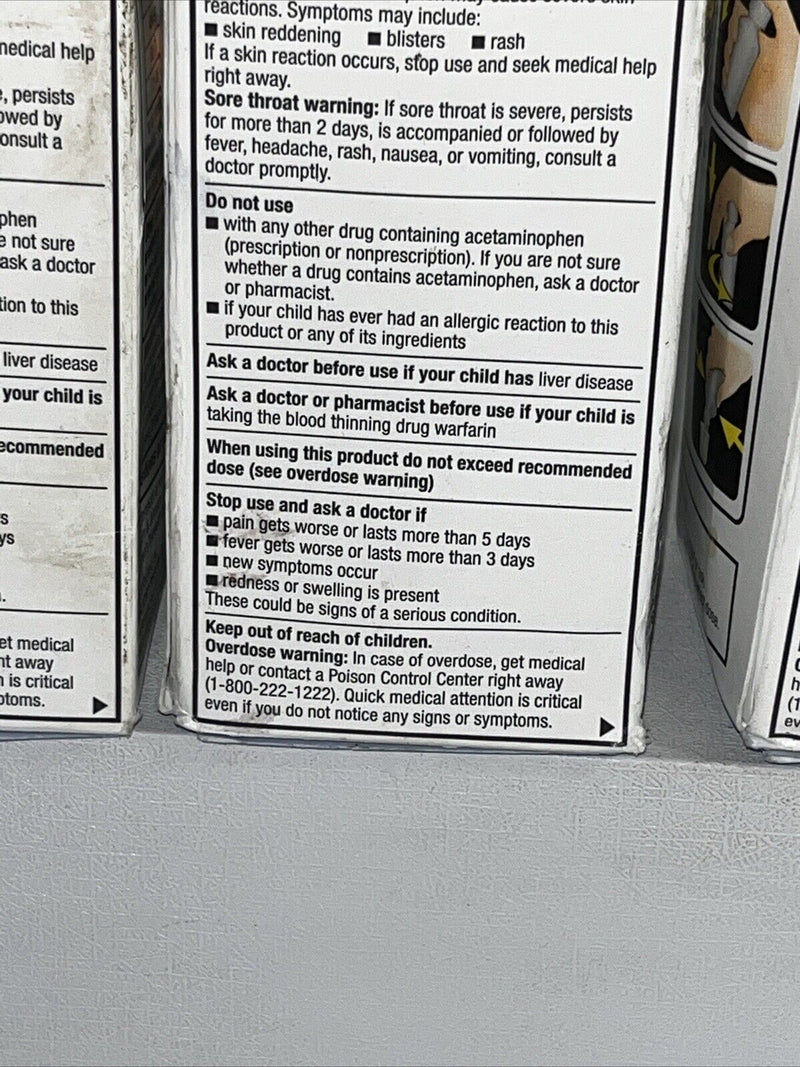 nedical help
, persists
owed by
onsult a
phen
e not sure
ask a doctor
tion to this
liver disease
your child is
ecommended
s
ys
et medical
nt away
n is critical
ptoms.
reactions. Symptoms may include:
■ skin reddening ■ blisters ■ rash
If a skin reaction occurs, stop use and seek medical help
right away.
Sore throat warning: If sore throat is severe, persists
for more than 2 days, is accompanied or followed by
fever, headache, rash, nausea, or vomiting, consult a
doctor promptly.
Do not use
■ with any other drug containing acetaminophen
(prescription or nonprescription). If you are not sure
whether a drug contains acetaminophen, ask a doctor
or pharmacist.
■ if your child has ever had an allergic reaction to this
product or any of its ingredients
Ask a doctor before use if your child has liver disease
Ask a doctor or pharmacist before use if your child is
taking the blood thinning drug warfarin
When using this product do not exceed recommended
dose (see overdose warning)
Stop use and ask a doctor if
■ pain gets worse or lasts more than 5 days
■ fever gets worse or lasts more than 3 days
■ new symptoms occur
■ redness or swelling is present
These could be signs of a serious condition.
Keep out of reach of children.
Overdose warning: In case of overdose, get medical
help or contact a Poison Control Center right away
(1-800-222-1222). Quick medical attention is critical
even if you do not notice any signs or symptoms.
h
(1
ev